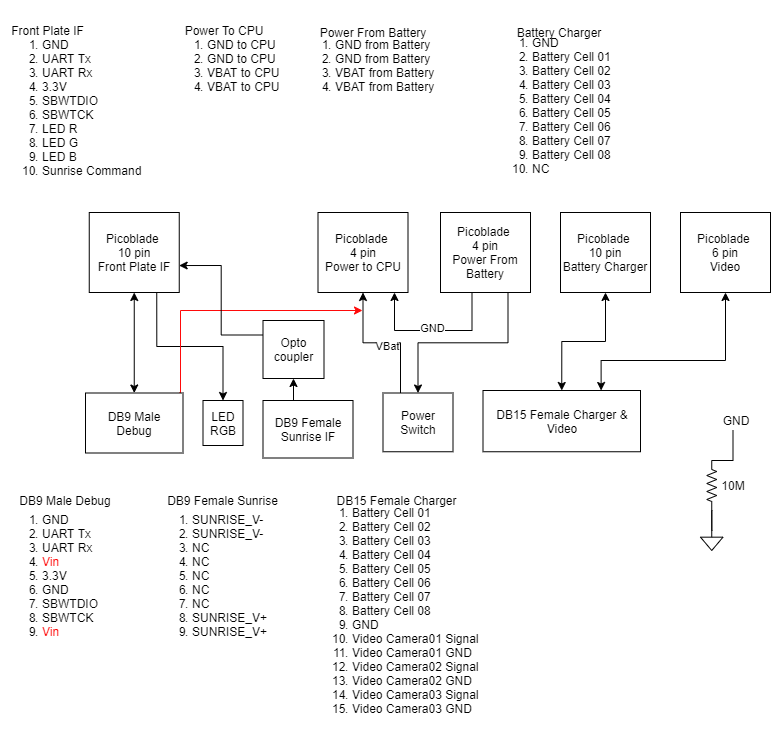 Front Plate IF
1. GND
2. UART Tx
3. UART Rx
4. 3.3V
5. SBWTDIO
6. SBWTCK
7. LED R
8. LED G
9. LED B
10. Sunrise Command
Power To CPU
1. GND to CPU
2. GND to CPU
3. VBAT to CPU
4. VBAT to CPU
Power From Battery
1. GND from Battery
2. GND from Battery
3. VBAT from Battery
4. VBAT from Battery
Battery Charger
1. GND
2. Battery Cell 01
3. Battery Cell 02
4. Battery Cell 03
5. Battery Cell 04
6. Battery Cell 05
7. Battery Cell 06
8. Battery Cell 07
9. Battery Cell 08
10. NC
Picoblade
10 pin
Front Plate IF
Picoblade
4 pin
Power to CPU
Picoblade
4 pin
Power From
Battery
Picoblade
10 pin
Battery Charger
Picoblade
6 pin
Video
GND
VBat
Opto
coupler
DB9 Male
Debug
LED
RGB
DB9 Female
Sunrise IF
Power
Switch
DB15 Female Charger &
Video
GND
10M
DB9 Male Debug
1. GND
2. UART Tx
3. UART Rx
4. Vin
5. 3.3V
6. GND
7. SBWTDIO
8. SBWTCK
9. Vin
DB9 Female Sunrise
1. SUNRISE_V-
2. SUNRISE_V-
3. NC
4. NC
5. NC
6. NC
7. NC
8. SUNRISE_V+
9. SUNRISE_V+
DB15 Female Charger
1. Battery Cell 01
2. Battery Cell 02
3. Battery Cell 03
4. Battery Cell 04
5. Battery Cell 05
6. Battery Cell 06
7. Battery Cell 07
8. Battery Cell 08
9. GND
10. Video Camera01 Signal
11. Video Camera01 GND
12. Video Camera02 Signal
13. Video Camera02 GND
14. Video Camera03 Signal
15. Video Camera03 GND